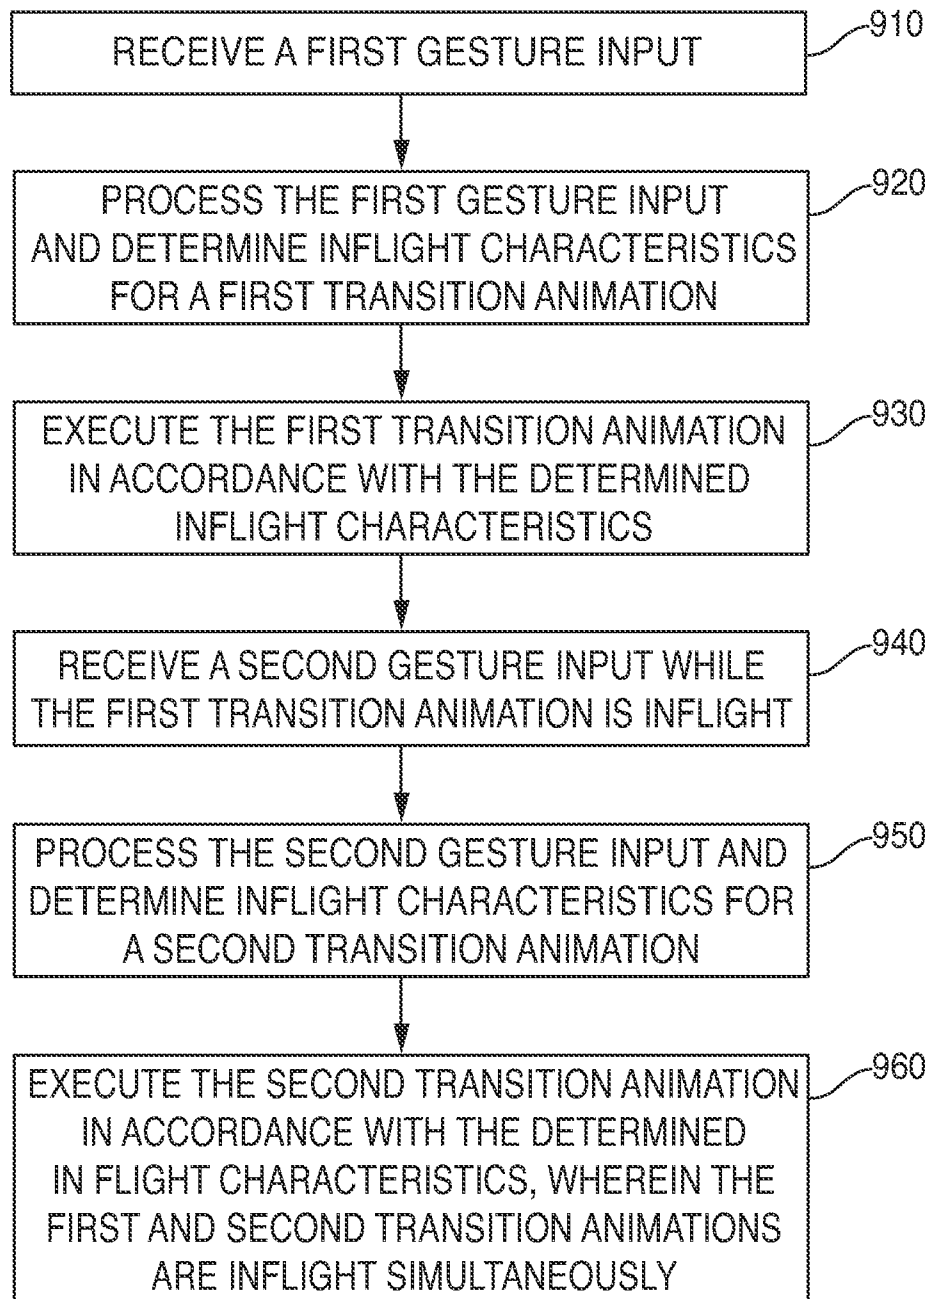 RECEIVE A FIRST GESTURE INPUT
910
PROCESS THE FIRST GESTURE INPUT
AND DETERMINE INFLIGHT CHARACTERISTICS
FOR A FIRST TRANSITION ANIMATION
920
EXECUTE THE FIRST TRANSITION ANIMATION
IN ACCORDANCE WITH THE DETERMINED
INFLIGHT CHARACTERISTICS
930
RECEIVE A SECOND GESTURE INPUT WHILE
THE FIRST TRANSITION ANIMATION IS INFLIGHT
940
PROCESS THE SECOND GESTURE INPUT AND
DETERMINE INFLIGHT CHARACTERISTICS FOR
A SECOND TRANSITION ANIMATION
950
EXECUTE THE SECOND TRANSITION ANIMATION
IN ACCORDANCE WITH THE DETERMINED
IN FLIGHT CHARACTERISTICS, WHEREIN THE
FIRST AND SECOND TRANSITION ANIMATIONS
ARE INFLIGHT SIMULTANEOUSLY
960